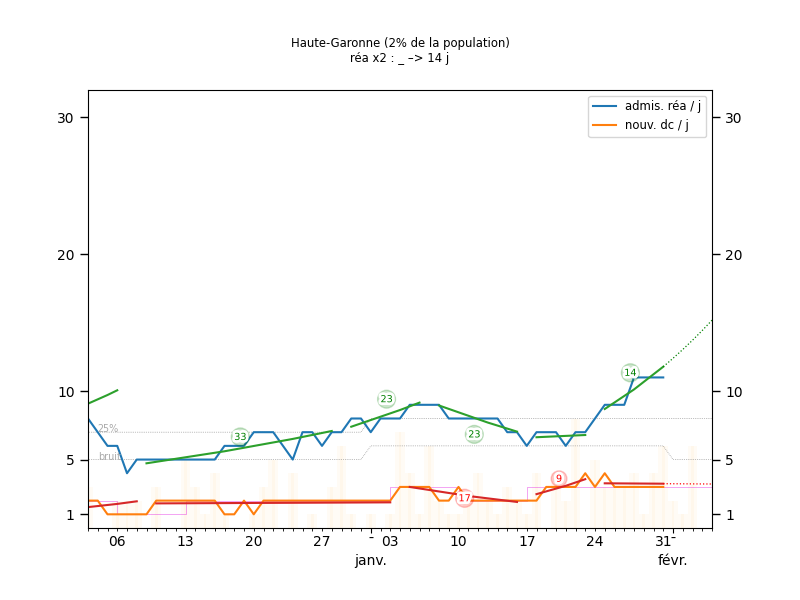 Haute-Garonne (2% de la population)
réa x2 : _ –> 14 j
admis. réa / j
nouv. dc / j
30 30
20 20
10 10
5 5
1 1
25%
bruit
33
23
23
14
17
9
06 13 20 27 - 03 10 17 24 31 -
janv. févr.